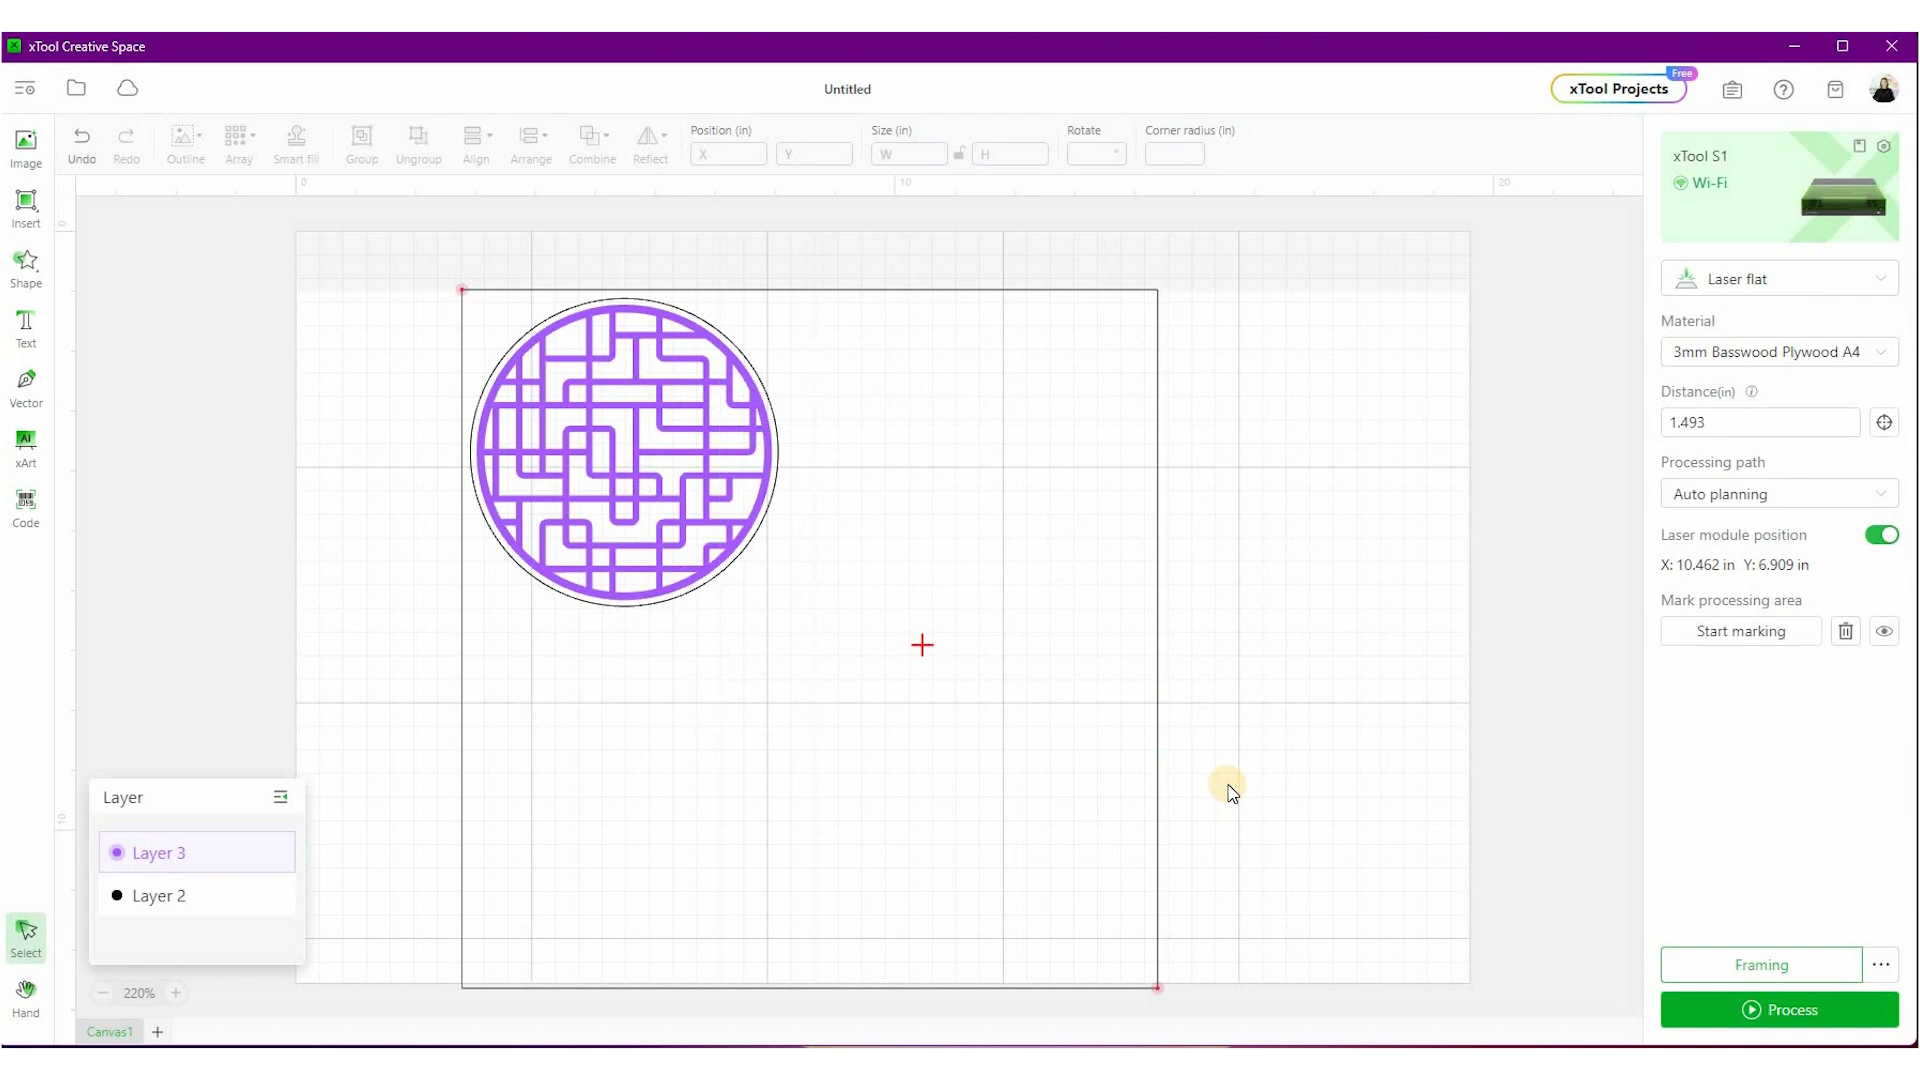 xTool Creative Space
Untitled
xTool Projects
Free
Image
Insert
Shape
Text
Vector
AI
xArt
Code
Select
Hand
Undo
Redo
Outline
Array
Smart fill
Group
Ungroup
Align
Arrange
Combine
Reflect
Position (in)
X
Y
Size (in)
W
H
Rotate
°
Corner radius (in)
0
10
20
0
10
xTool S1
Wi-Fi
Laser flat
Material
3mm Basswood Plywood A4
Distance(in)
1.493
Processing path
Auto planning
Laser module position
X: 10.462 in Y: 6.909 in
Mark processing area
Start marking
Layer
Layer 3
Layer 2
220%
Canvas1
Framing
Process